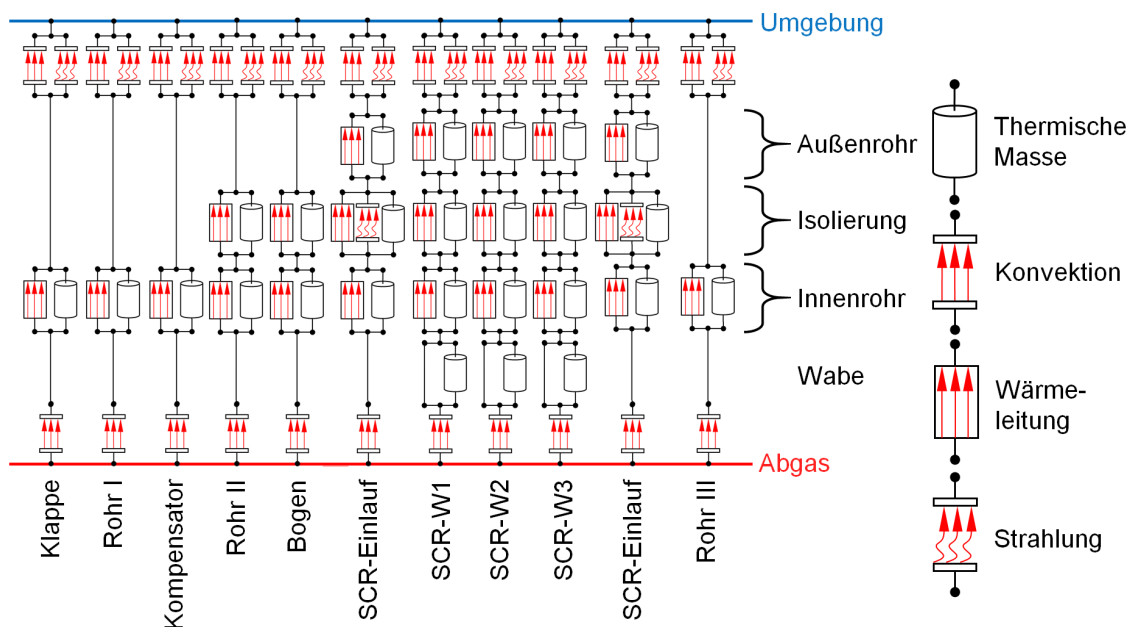 Umgebung
Außenrohr
Isolierung
Innenrohr
Wabe
Abgas
Klappe
Rohr I
Kompensator
Rohr II
Bogen
SCR-Einlauf
SCR-W1
SCR-W2
SCR-W3
SCR-Einlauf
Rohr III
Thermische
Masse
Konvektion
Wärme-
leitung
Strahlung